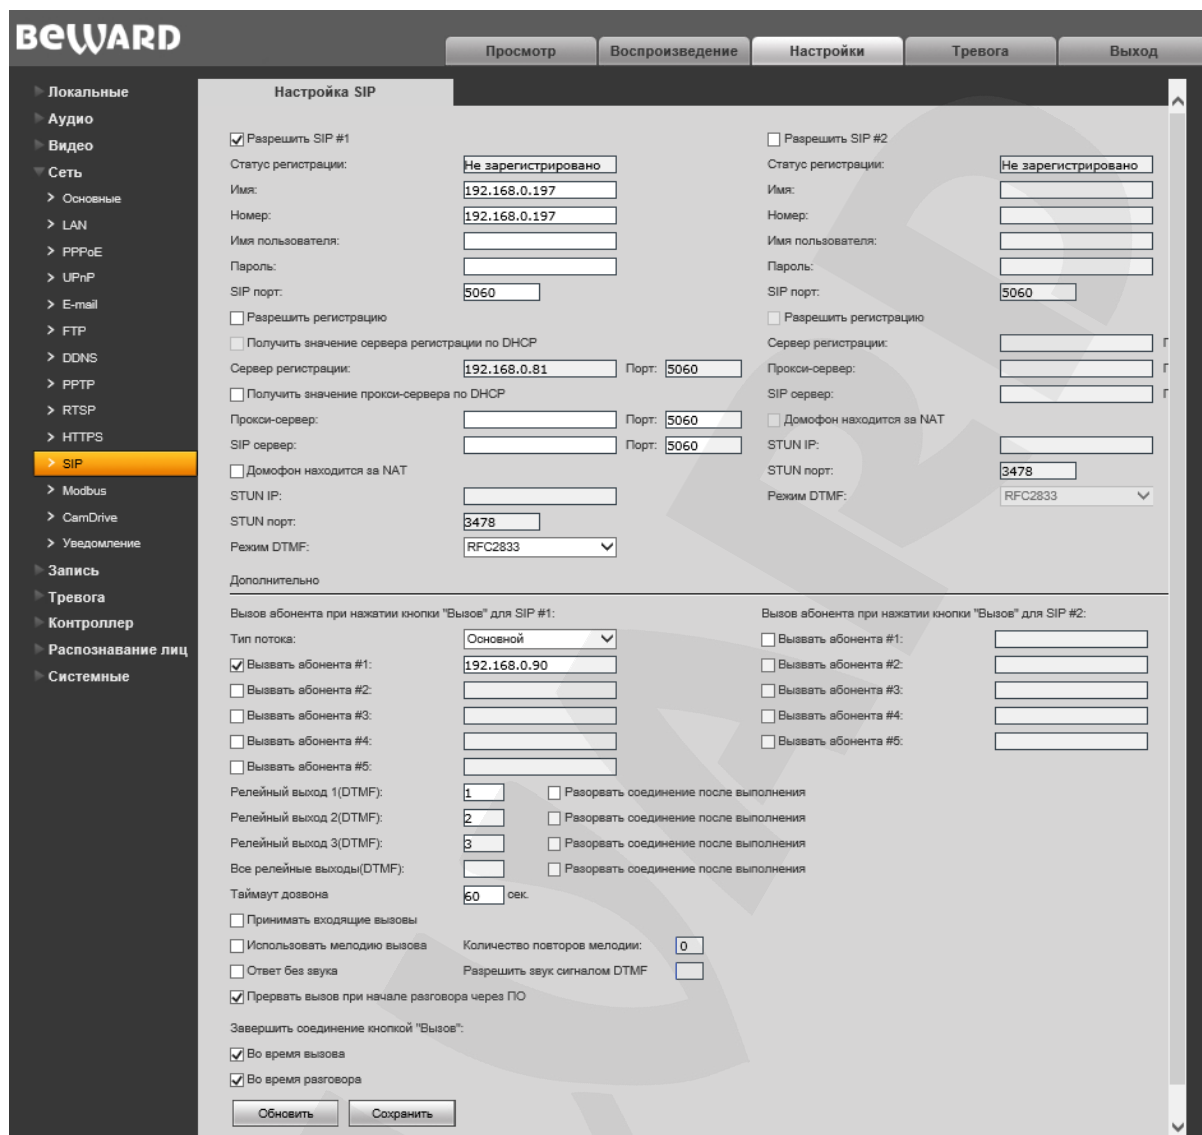 BEWARD
Просмотр
Воспроизведение
Настройки
Тревога
Выход
Локальные
Аудио
Видео
Сеть
> Основные
> LAN
> PPPoE
> UPnP
> E-mail
> FTP
> DDNS
> PPTP
> RTSP
> HTTPS
> SIP
> Modbus
> CamDrive
> Уведомление
Запись
Тревога
Контроллер
Распознавание лиц
Системные
Настройка SIP
Разрешить SIP #1
Статус регистрации: Не зарегистрировано
Имя: 192.168.0.197
Номер: 192.168.0.197
Имя пользователя:
Пароль:
SIP порт: 5060
Разрешить регистрацию
Получить значение сервера регистрации по DHCP
Сервер регистрации: 192.168.0.81 Порт: 5060
Получить значение прокси-сервера по DHCP
Прокси-сервер: Порт: 5060
SIP сервер: Порт: 5060
Домофон находится за NAT
STUN IP:
STUN порт: 3478
Режим DTMF: RFC2833
Разрешить SIP #2
Статус регистрации: Не зарегистрировано
Имя:
Номер:
Имя пользователя:
Пароль:
SIP порт: 5060
Разрешить регистрацию
Сервер регистрации:
Прокси-сервер:
SIP сервер:
Домофон находится за NAT
STUN IP:
STUN порт: 3478
Режим DTMF: RFC2833
Дополнительно
Вызов абонента при нажатии кнопки "Вызов" для SIP #1:
Тип потока: Основной
Вызвать абонента #1: 192.168.0.90
Вызвать абонента #2:
Вызвать абонента #3:
Вызвать абонента #4:
Вызвать абонента #5:
Вызов абонента при нажатии кнопки "Вызов" для SIP #2:
Вызвать абонента #1:
Вызвать абонента #2:
Вызвать абонента #3:
Вызвать абонента #4:
Вызвать абонента #5:
Релейный выход 1(DTMF): 1 Разорвать соединение после выполнения
Релейный выход 2(DTMF): 2 Разорвать соединение после выполнения
Релейный выход 3(DTMF): 3 Разорвать соединение после выполнения
Все релейные выходы(DTMF): Разорвать соединение после выполнения
Таймаут дозвона 60 сек.
Принимать входящие вызовы
Использовать мелодию вызова Количество повторов мелодии: 0
Ответ без звука Разрешить звук сигналом DTMF
Прервать вызов при начале разговора через ПО
Завершить соединение кнопкой "Вызов":
Во время вызова
Во время разговора
Обновить
Сохранить